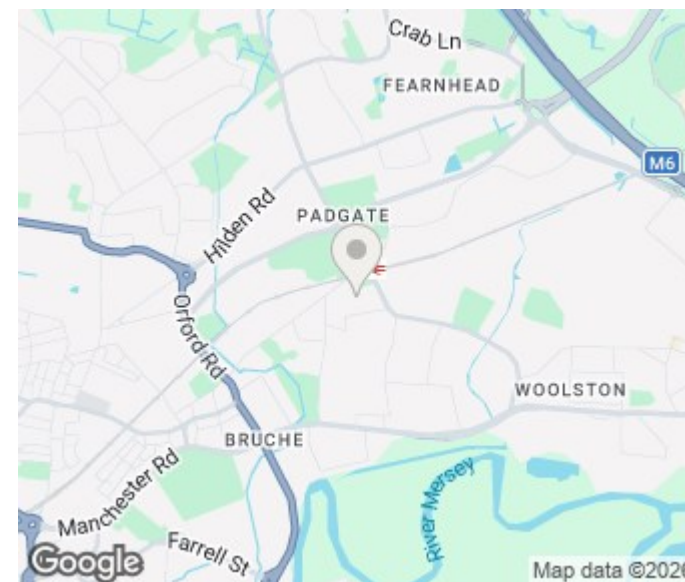 Crab Ln
FEARNHEAD
M6
Hilden Rd
PADGATE
Orford Rd
WOOLSTON
BRUCHE
Manchester Rd
River Mersey
Farrell St
Google
Map data ©2026